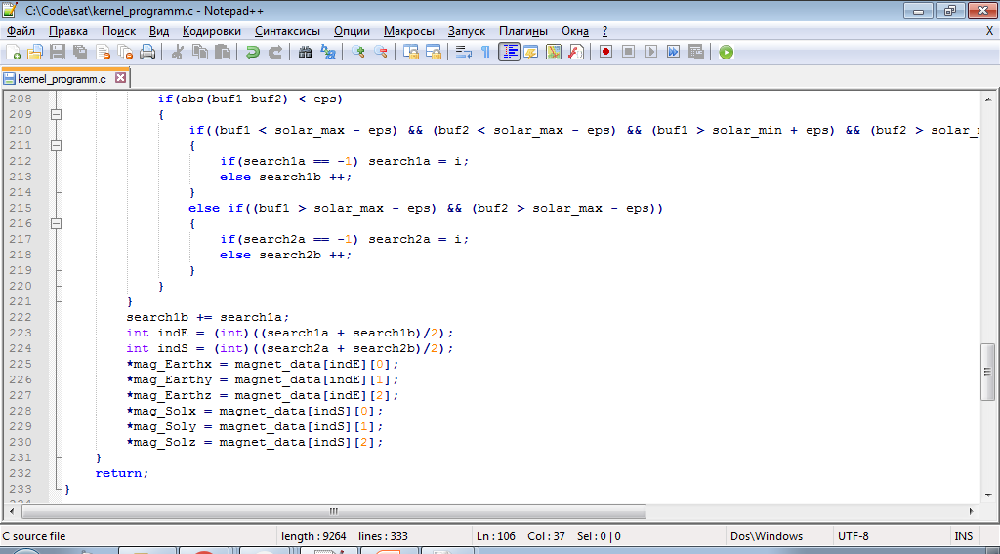 C:\Code\sat\kernel_programm.c - Notepad++
Файл Правка Поиск Вид Кодировки Синтаксисы Опции Макросы Запуск Плагины Окна ? X
kernel_programm.c
208 if(abs(buf1-buf2) < eps)
209 {
210 if((buf1 < solar_max - eps) && (buf2 < solar_max - eps) && (buf1 > solar_min + eps) && (buf2 > solar_
211 {
212 if(search1a == -1) search1a = i;
213 else search1b ++;
214 }
215 else if((buf1 > solar_max - eps) && (buf2 > solar_max - eps))
216 {
217 if(search2a == -1) search2a = i;
218 else search2b ++;
219 }
220 }
221 }
222 search1b += search1a;
223 int indE = (int)((search1a + search1b)/2);
224 int indS = (int)((search2a + search2b)/2);
225 *mag_Earthx = magnet_data[indE][0];
226 *mag_Earthy = magnet_data[indE][1];
227 *mag_Earthz = magnet_data[indE][2];
228 *mag_Solx = magnet_data[indS][0];
229 *mag_Soly = magnet_data[indS][1];
230 *mag_Solz = magnet_data[indS][2];
231 }
232 return;
233 }
C source file length : 9264 lines : 333 Ln : 106 Col : 37 Sel : 0 | 0 Dos\Windows UTF-8 INS